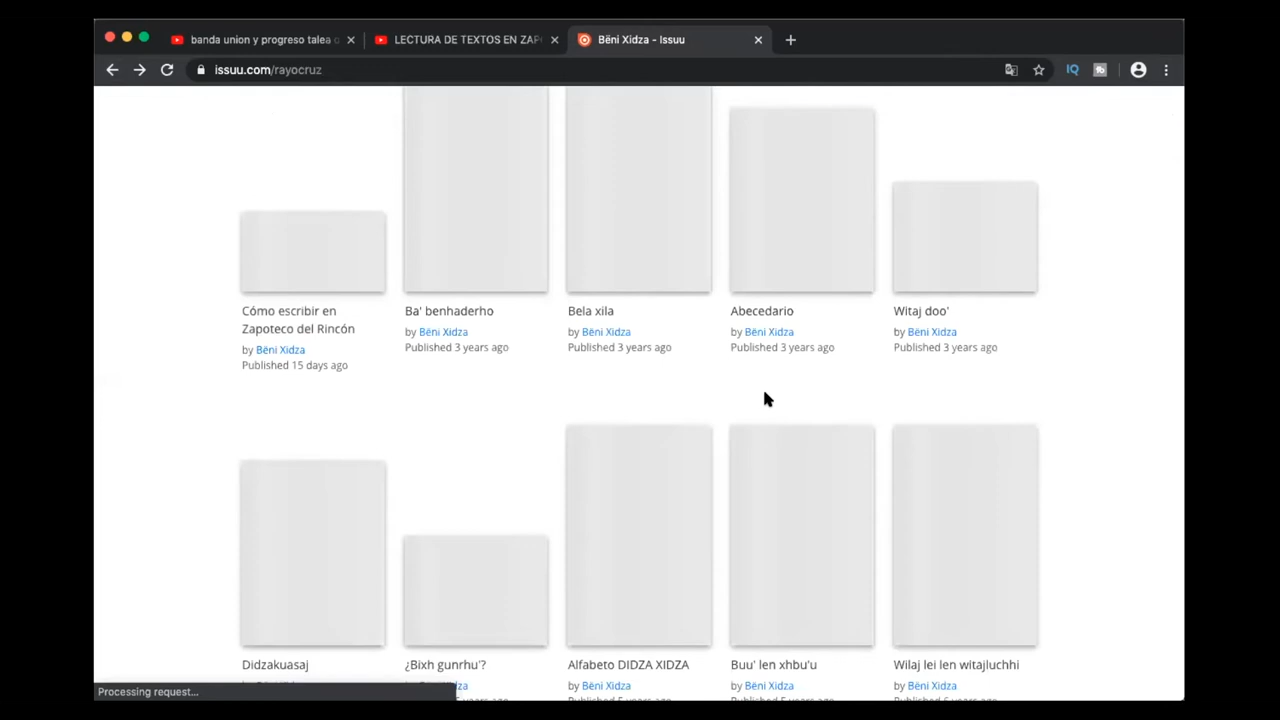 banda union y progreso talea
LECTURA DE TEXTOS EN ZAP
Bëni Xidza - Issuu
issuu.com/rayocruz
IQ
Cómo escribir en
Zapoteco del Rincón
by Bëni Xidza
Published 15 days ago
Ba' benhaderho
by Bëni Xidza
Published 3 years ago
Bela xila
by Bëni Xidza
Published 3 years ago
Abecedario
by Bëni Xidza
Published 3 years ago
Witaj doo'
by Bëni Xidza
Published 3 years ago
Didzakuasaj
¿Bixh gunrhu'?
Alfabeto DIDZA XIDZA
by Bëni Xidza
Buu' len xhbu'u
by Bëni Xidza
Wilaj lei len witajluchhi
by Bëni Xidza
Processing request...